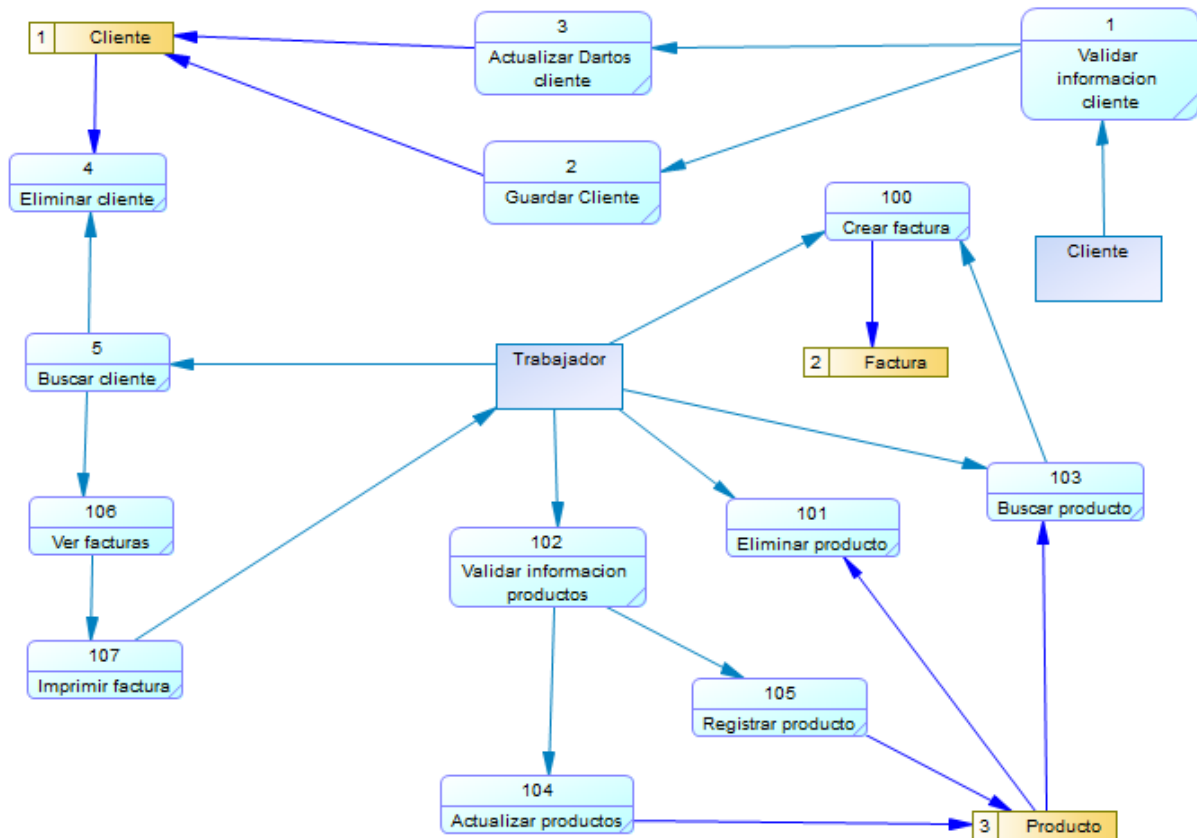 1 Cliente
3
Actualizar Dartos
cliente
1
Validar
informacion
cliente
4
Eliminar cliente
2
Guardar Cliente
100
Crear factura
Cliente
5
Buscar cliente
Trabajador
2 Factura
106
Ver facturas
102
Validar informacion
productos
101
Eliminar producto
103
Buscar producto
107
Imprimir factura
105
Registrar producto
104
Actualizar productos
3 Producto